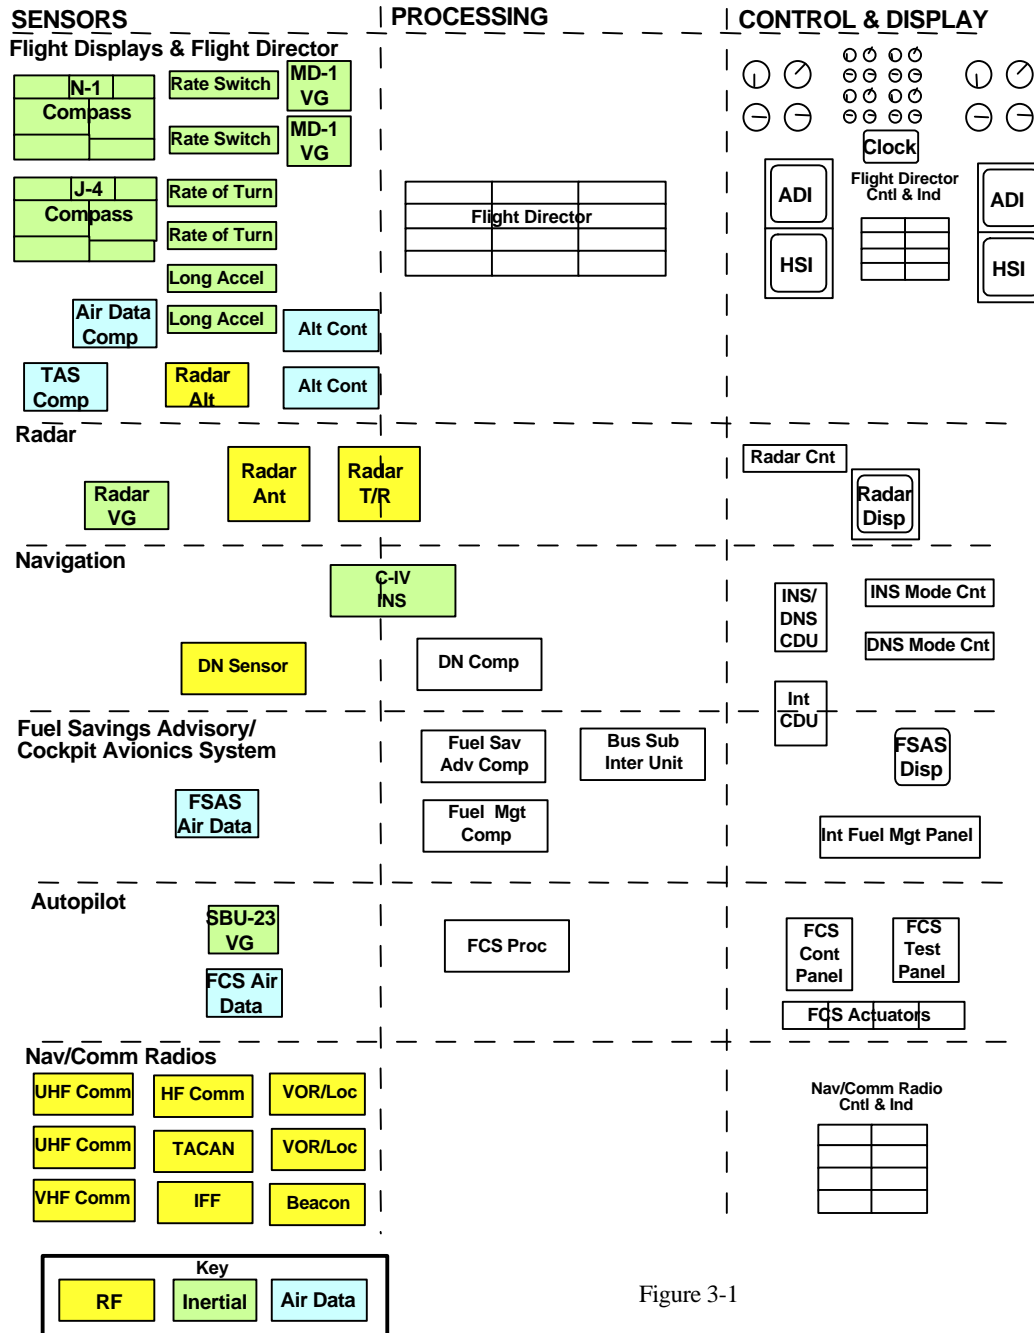 SENSORS
PROCESSING
CONTROL & DISPLAY
Flight Displays & Flight Director
N-1
Compass
Rate Switch
MD-1
VG
Rate Switch
MD-1
VG
J-4
Compass
Rate of Turn
Rate of Turn
Long Accel
Air Data
Comp
Long Accel
Alt Cont
TAS
Comp
Radar
Alt
Alt Cont
Flight Director
Clock
ADI
Flight Director
Cntl & Ind
ADI
HSI
HSI
Radar
Radar
VG
Radar
Ant
Radar
T/R
Radar Cnt
Radar
Disp
Navigation
C-IV
INS
DN Sensor
DN Comp
INS/
DNS
CDU
INS Mode Cnt
DNS Mode Cnt
Int
CDU
Fuel Savings Advisory/
Cockpit Avionics System
FSAS
Air Data
Fuel Sav
Adv Comp
Bus Sub
Inter Unit
Fuel Mgt
Comp
FSAS
Disp
Int Fuel Mgt Panel
Autopilot
SBU-23
VG
FCS Air
Data
FCS Proc
FCS
Cont
Panel
FCS
Test
Panel
FCS Actuators
Nav/Comm Radios
UHF Comm
HF Comm
VOR/Loc
UHF Comm
TACAN
VOR/Loc
VHF Comm
IFF
Beacon
Nav/Comm Radio
Cntl & Ind
Key
RF
Inertial
Air Data
Figure 3-1